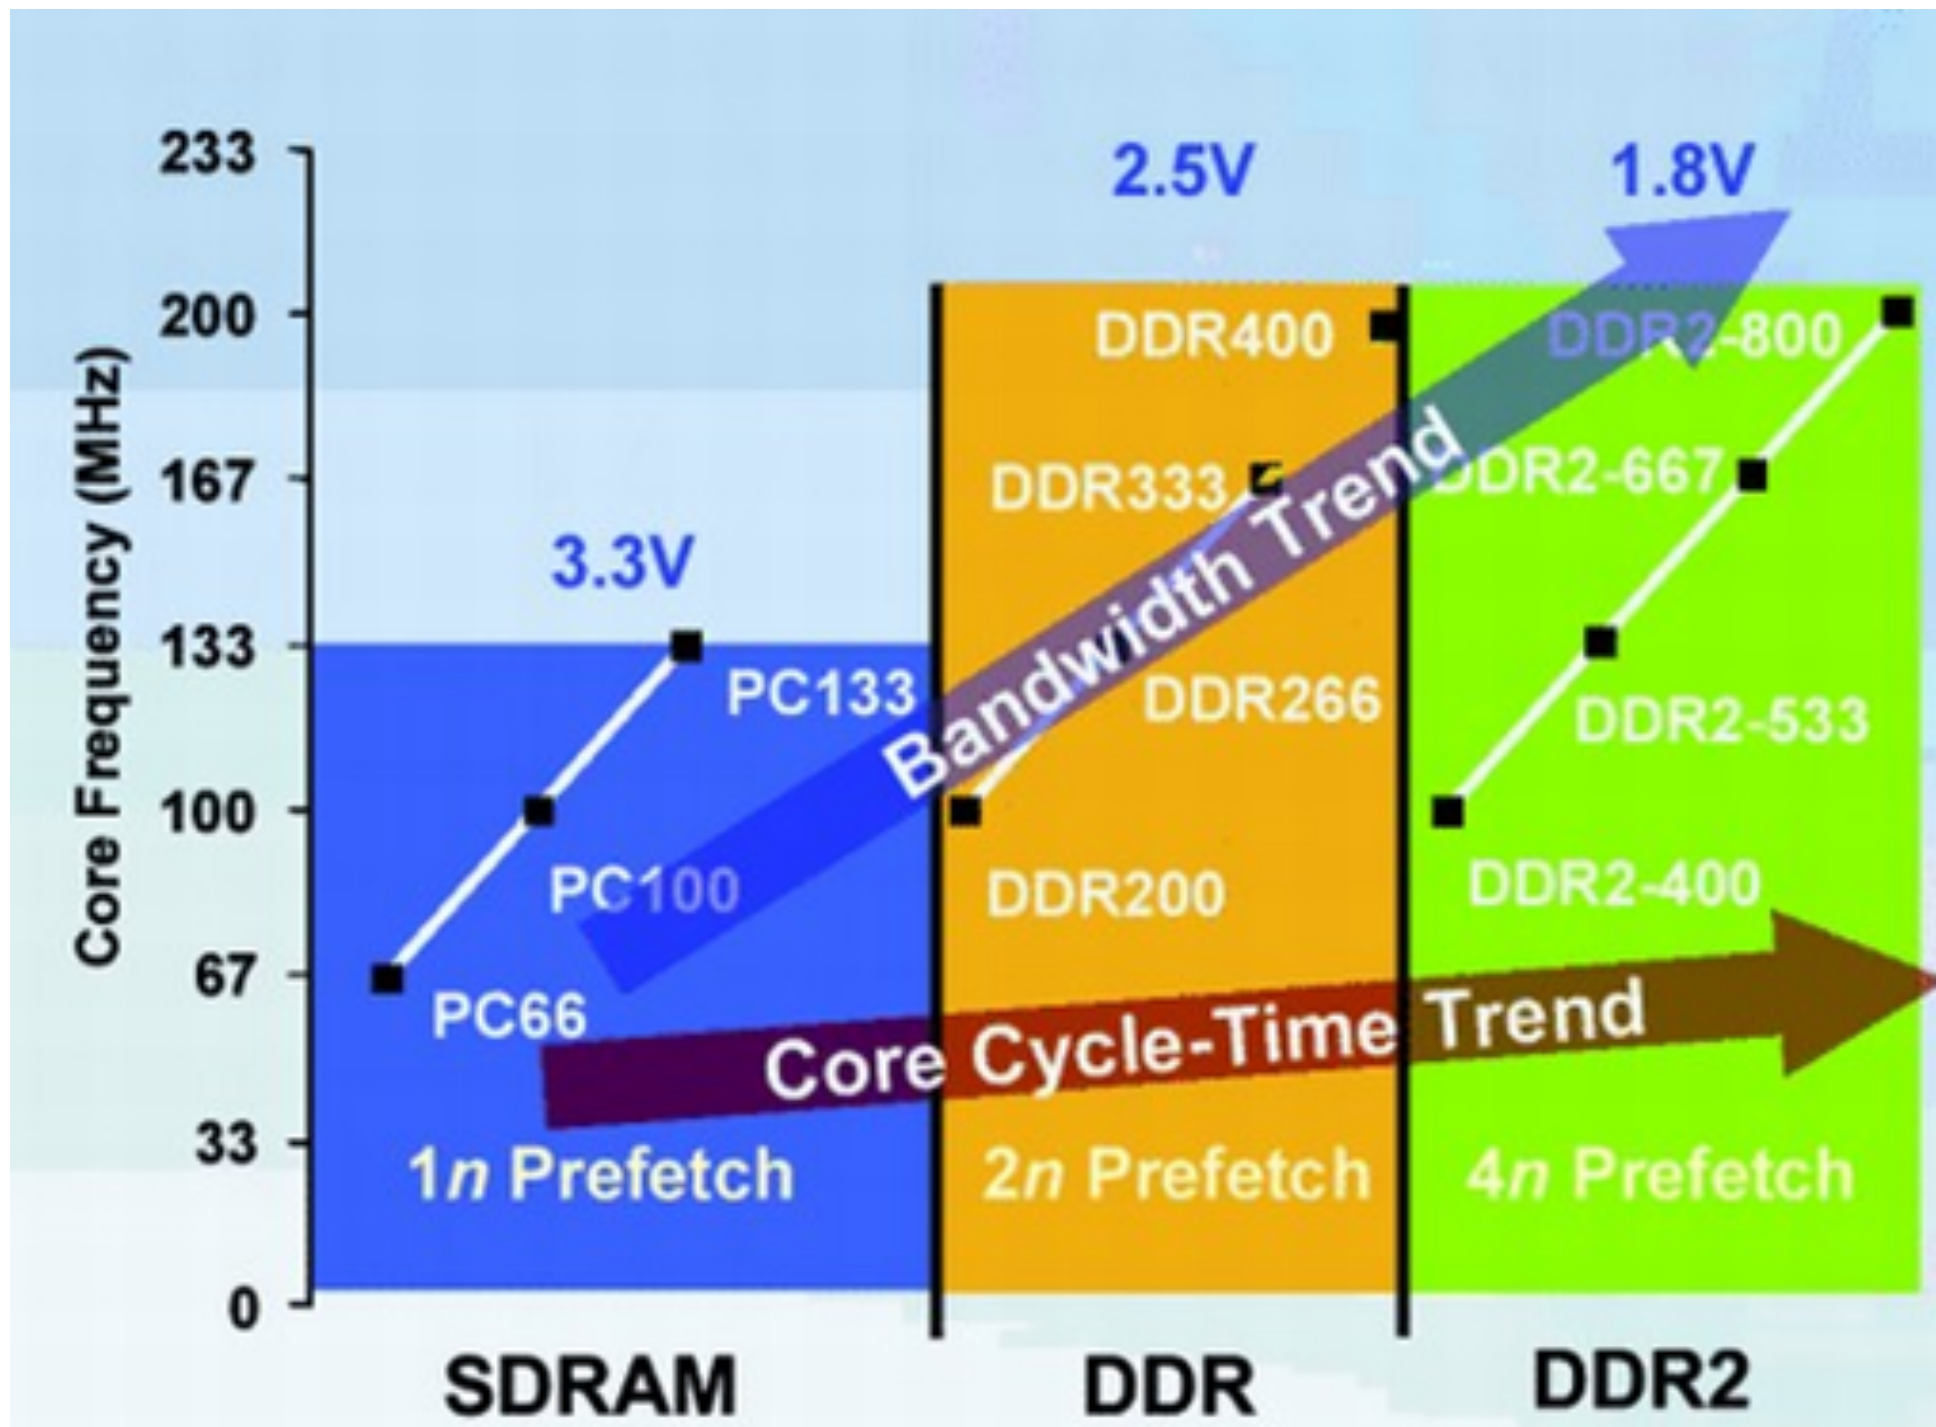 233
200
167
133
100
67
33
0
Core Frequency (MHz)
3.3V
2.5V
1.8V
PC133
PC100
PC66
DDR400
DDR333
DDR266
DDR200
DDR2-800
DDR2-667
DDR2-533
DDR2-400
Bandwidth Trend
Core Cycle-Time Trend
1n Prefetch
2n Prefetch
4n Prefetch
SDRAM
DDR
DDR2